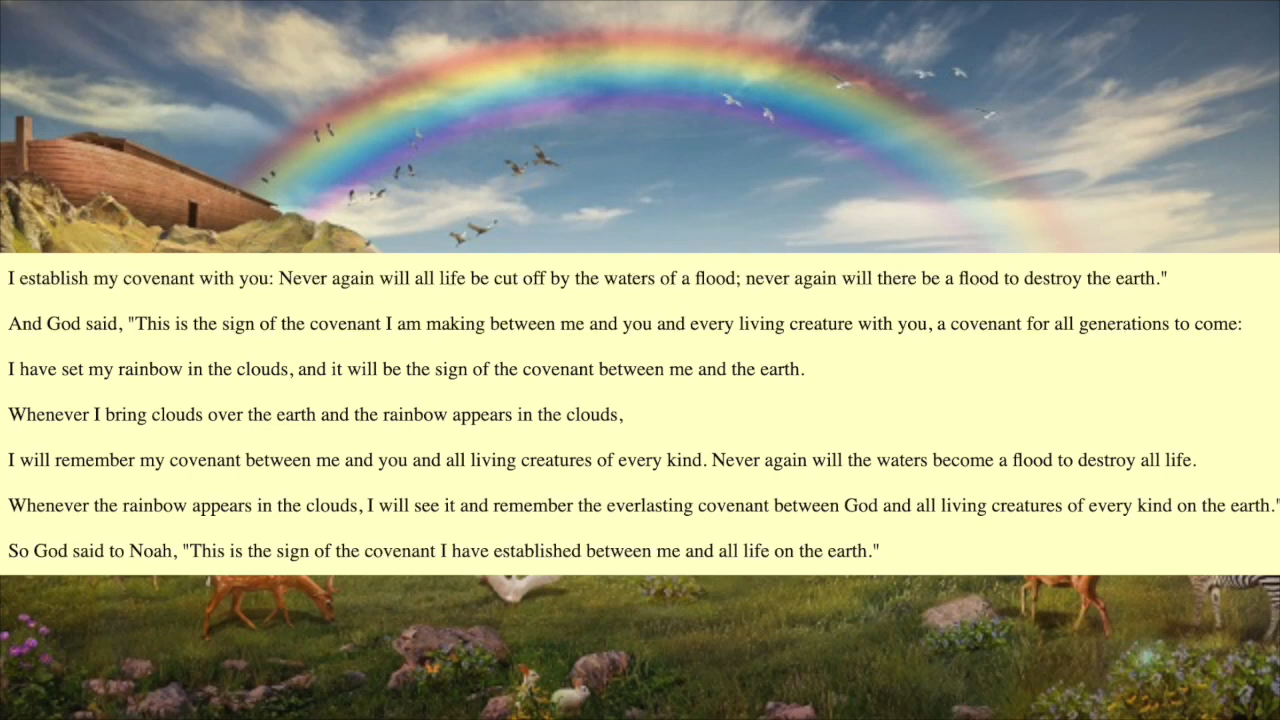 I establish my covenant with you: Never again will all life be cut off by the waters of a flood; never again will there be a flood to destroy the earth."
And God said, "This is the sign of the covenant I am making between me and you and every living creature with you, a covenant for all generations to come:
I have set my rainbow in the clouds, and it will be the sign of the covenant between me and the earth.
Whenever I bring clouds over the earth and the rainbow appears in the clouds,
I will remember my covenant between me and you and all living creatures of every kind. Never again will the waters become a flood to destroy all life.
Whenever the rainbow appears in the clouds, I will see it and remember the everlasting covenant between God and all living creatures of every kind on the earth."
So God said to Noah, "This is the sign of the covenant I have established between me and all life on the earth."